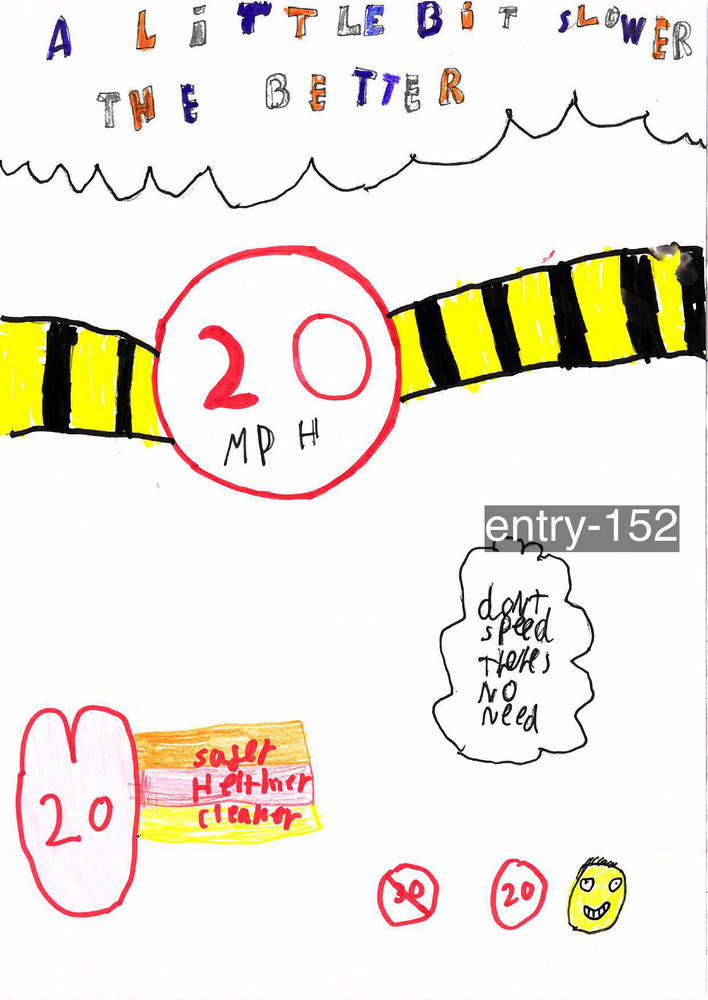 A LiTTLE BiT SLOWER
THE BETTER
20
MPH
entry-152
dont
speed
theres
NO
Need
20
safer
Helthier
cleaner
30
20